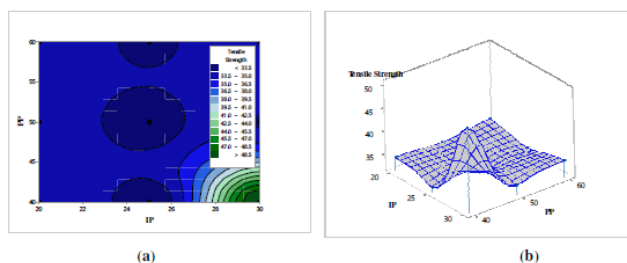 Tensile
Strength
< 33.5
33.5 - 35.0
35.0 - 36.5
36.5 - 38.0
38.0 - 39.5
39.5 - 41.0
41.0 - 42.5
42.5 - 44.0
44.0 - 45.5
45.5 - 47.0
47.0 - 48.5
> 48.5
60
55
50
45
40
PP
20
22
24
26
28
30
IP
Tensile Strength
50
45
40
35
20
25
30
IP
40
50
60
PP
(a)
(b)